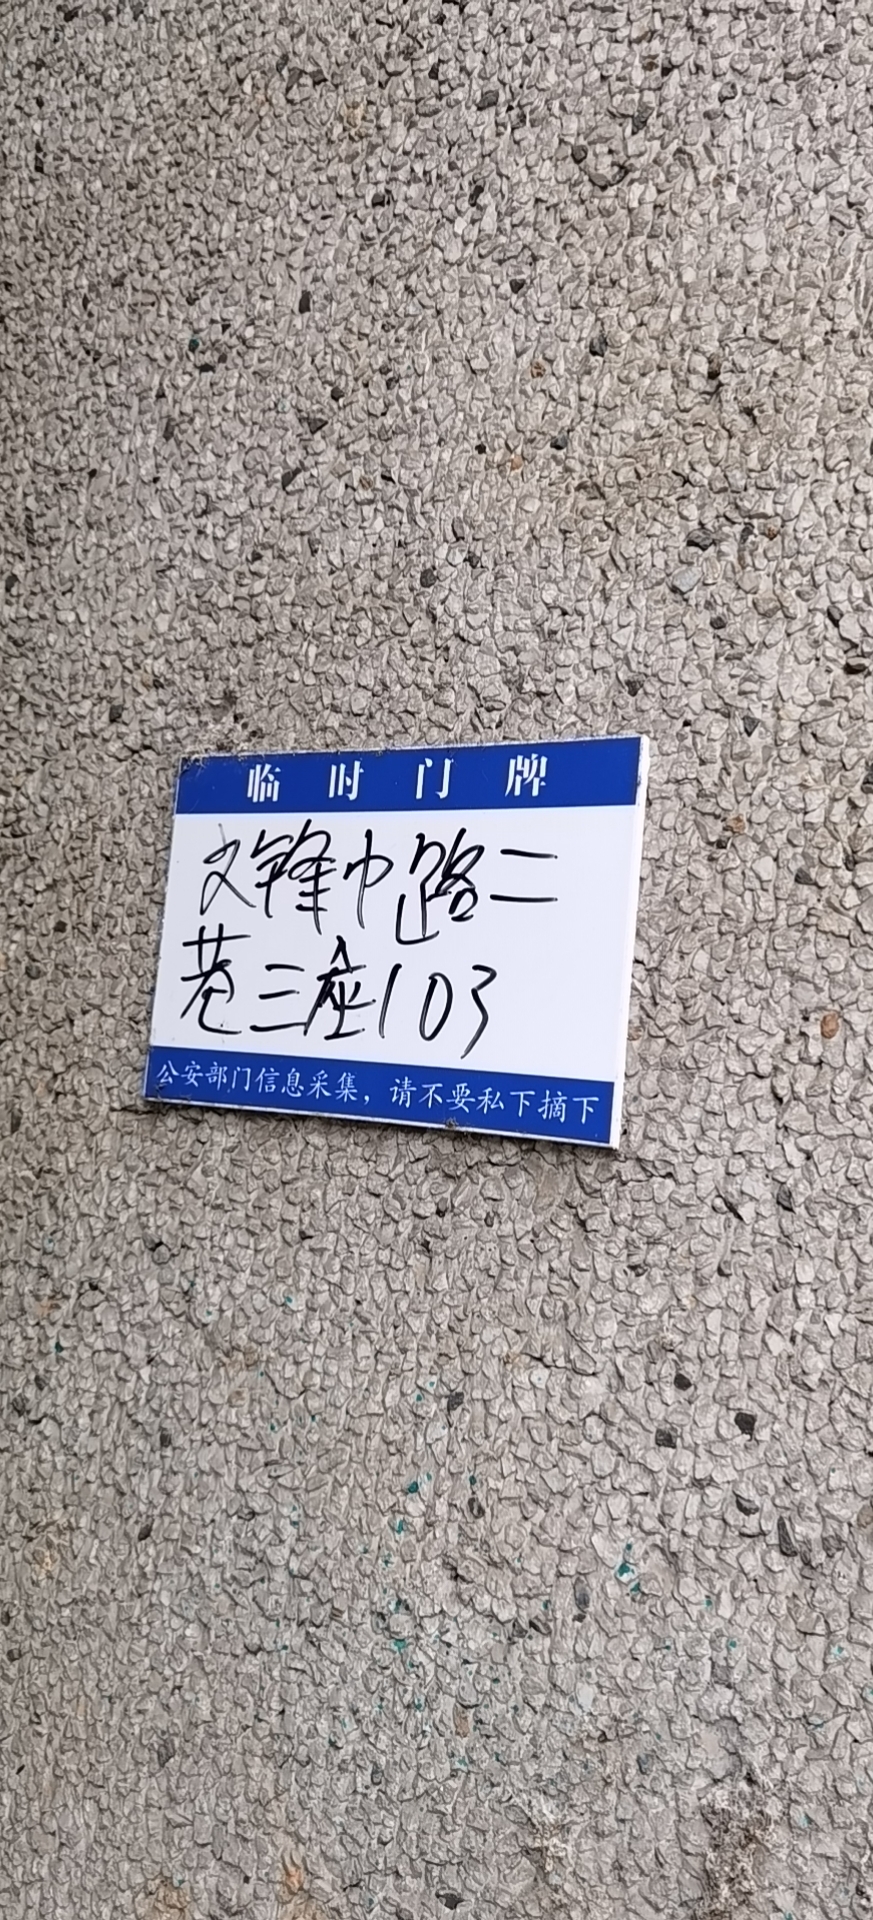 临时门牌
文锋中路二
巷三座103
公安部门信息采集，请不要私下摘下